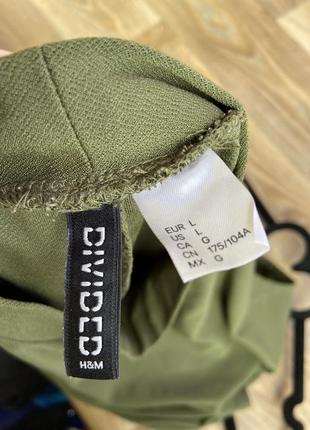 DIVIDED
H&M
EUR L
US L
CA G
CN 175/104A
MX G